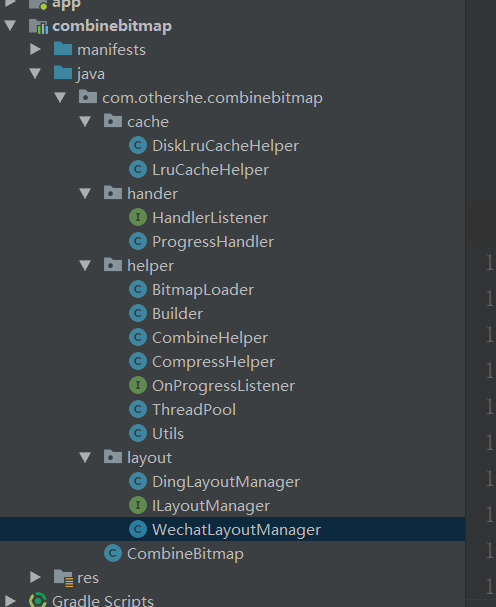 app
combinebitmap
manifests
java
com.othershe.combinebitmap
cache
C DiskLruCacheHelper
C LruCacheHelper
hander
I HandlerListener
C ProgressHandler
helper
C BitmapLoader
C Builder
C CombineHelper
C CompressHelper
I OnProgressListener
C ThreadPool
C Utils
layout
C DingLayoutManager
I ILayoutManager
C WechatLayoutManager
C CombineBitmap
res
Gradle Scripts